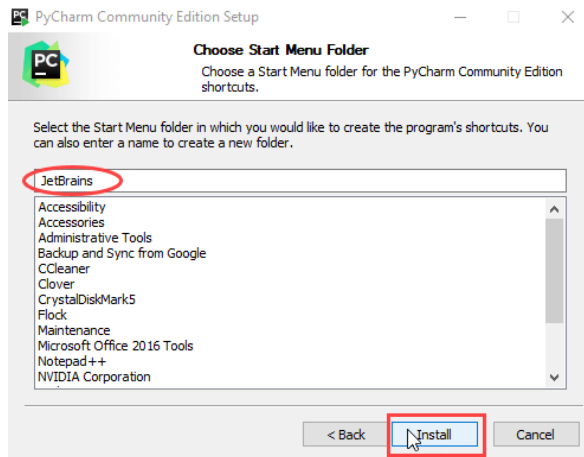 PC PyCharm Community Edition Setup
PC
Choose Start Menu Folder
Choose a Start Menu folder for the PyCharm Community Edition
shortcuts.
Select the Start Menu folder in which you would like to create the program's shortcuts. You
can also enter a name to create a new folder.
JetBrains
Accessibility
Accessories
Administrative Tools
Backup and Sync from Google
CCleaner
Clover
CrystalDiskMark5
Flock
Maintenance
Microsoft Office 2016 Tools
Notepad++
NVIDIA Corporation
< Back Install Cancel